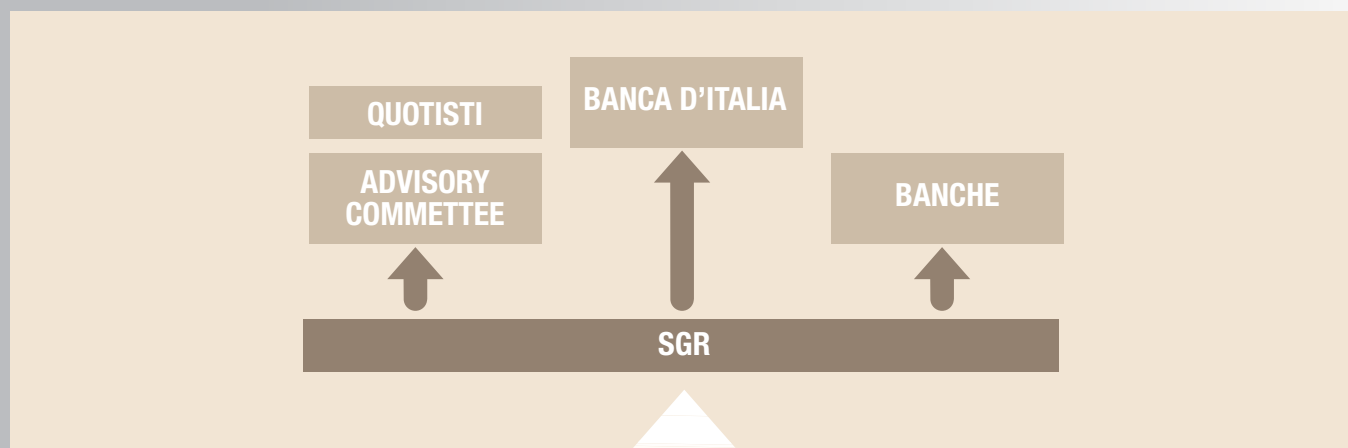 QUOTISTI
ADVISORY
COMMETTEE
BANCA D'ITALIA
BANCHE
SGR